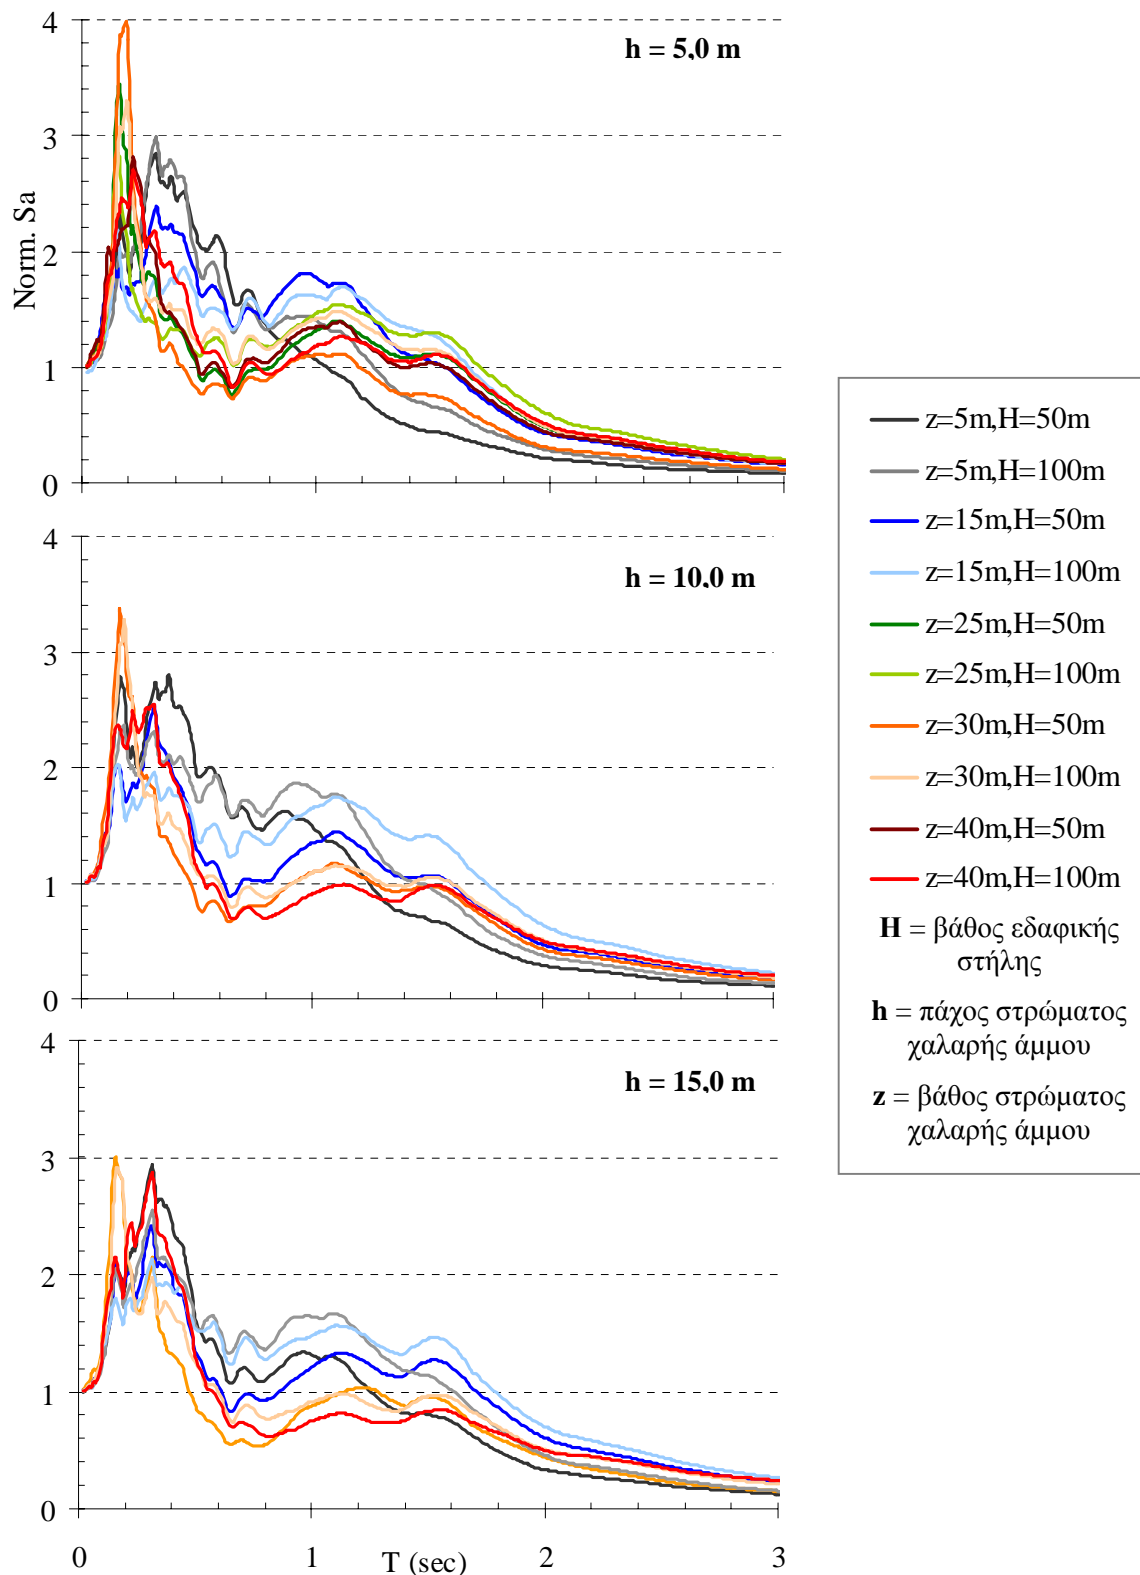 4
h = 5,0 m
3
Norm. Sa
2
1
0
4
h = 10,0 m
3
2
1
0
4
h = 15,0 m
3
2
1
0
0
1
T (sec)
2
3
z=5m,H=50m
z=5m,H=100m
z=15m,H=50m
z=15m,H=100m
z=25m,H=50m
z=25m,H=100m
z=30m,H=50m
z=30m,H=100m
z=40m,H=50m
z=40m,H=100m
H = βάθος εδαφικής
στήλης
h = πάχος στρώματος
χαλαρής άμμου
z = βάθος στρώματος
χαλαρής άμμου